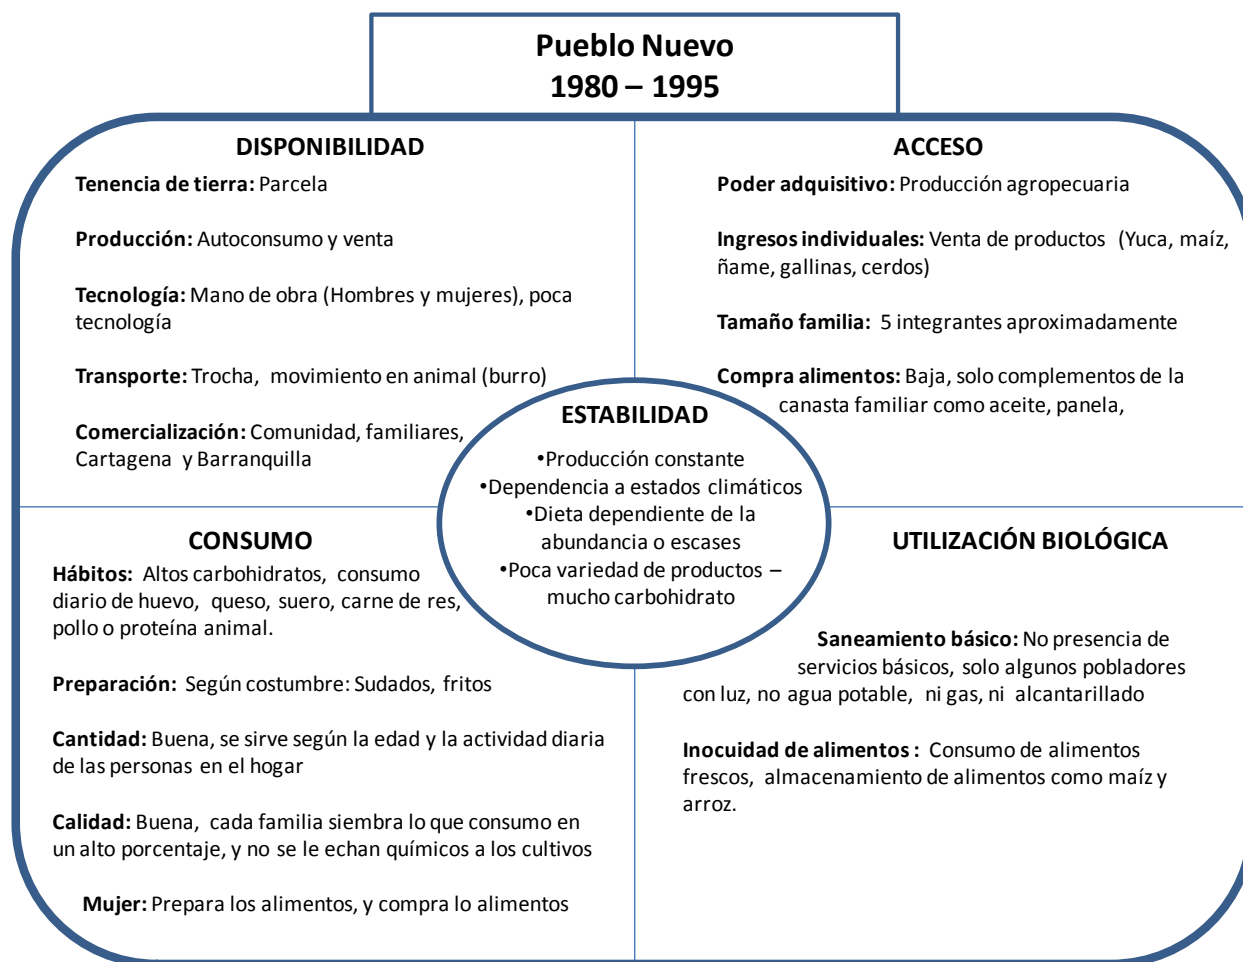 Pueblo Nuevo
1980 – 1995
DISPONIBILIDAD
Tenencia de tierra: Parcela
Producción: Autoconsumo y venta
Tecnología: Mano de obra (Hombres y mujeres), poca
tecnología
Transporte: Trocha, movimiento en animal (burro)
Comercialización: Comunidad, familiares,
Cartagena y Barranquilla
ACCESO
Poder adquisitivo: Producción agropecuaria
Ingresos individuales: Venta de productos (Yuca, maíz,
ñame, gallinas, cerdos)
Tamaño familia: 5 integrantes aproximadamente
Compra alimentos: Baja, solo complementos de la
canasta familiar como aceite, panela,
ESTABILIDAD
•Producción constante
•Dependencia a estados climáticos
•Dieta dependiente de la
abundancia o escases
•Poca variedad de productos –
mucho carbohidrato
CONSUMO
Hábitos: Altos carbohidratos, consumo
diario de huevo, queso, suero, carne de res,
pollo o proteína animal.
Preparación: Según costumbre: Sudados, fritos
Cantidad: Buena, se sirve según la edad y la actividad diaria
de las personas en el hogar
Calidad: Buena, cada familia siembra lo que consumo en
un alto porcentaje, y no se le echan químicos a los cultivos
Mujer: Prepara los alimentos, y compra lo alimentos
UTILIZACIÓN BIOLÓGICA
Saneamiento básico: No presencia de
servicios básicos, solo algunos pobladores
con luz, no agua potable, ni gas, ni alcantarillado
Inocuidad de alimentos : Consumo de alimentos
frescos, almacenamiento de alimentos como maíz y
arroz.